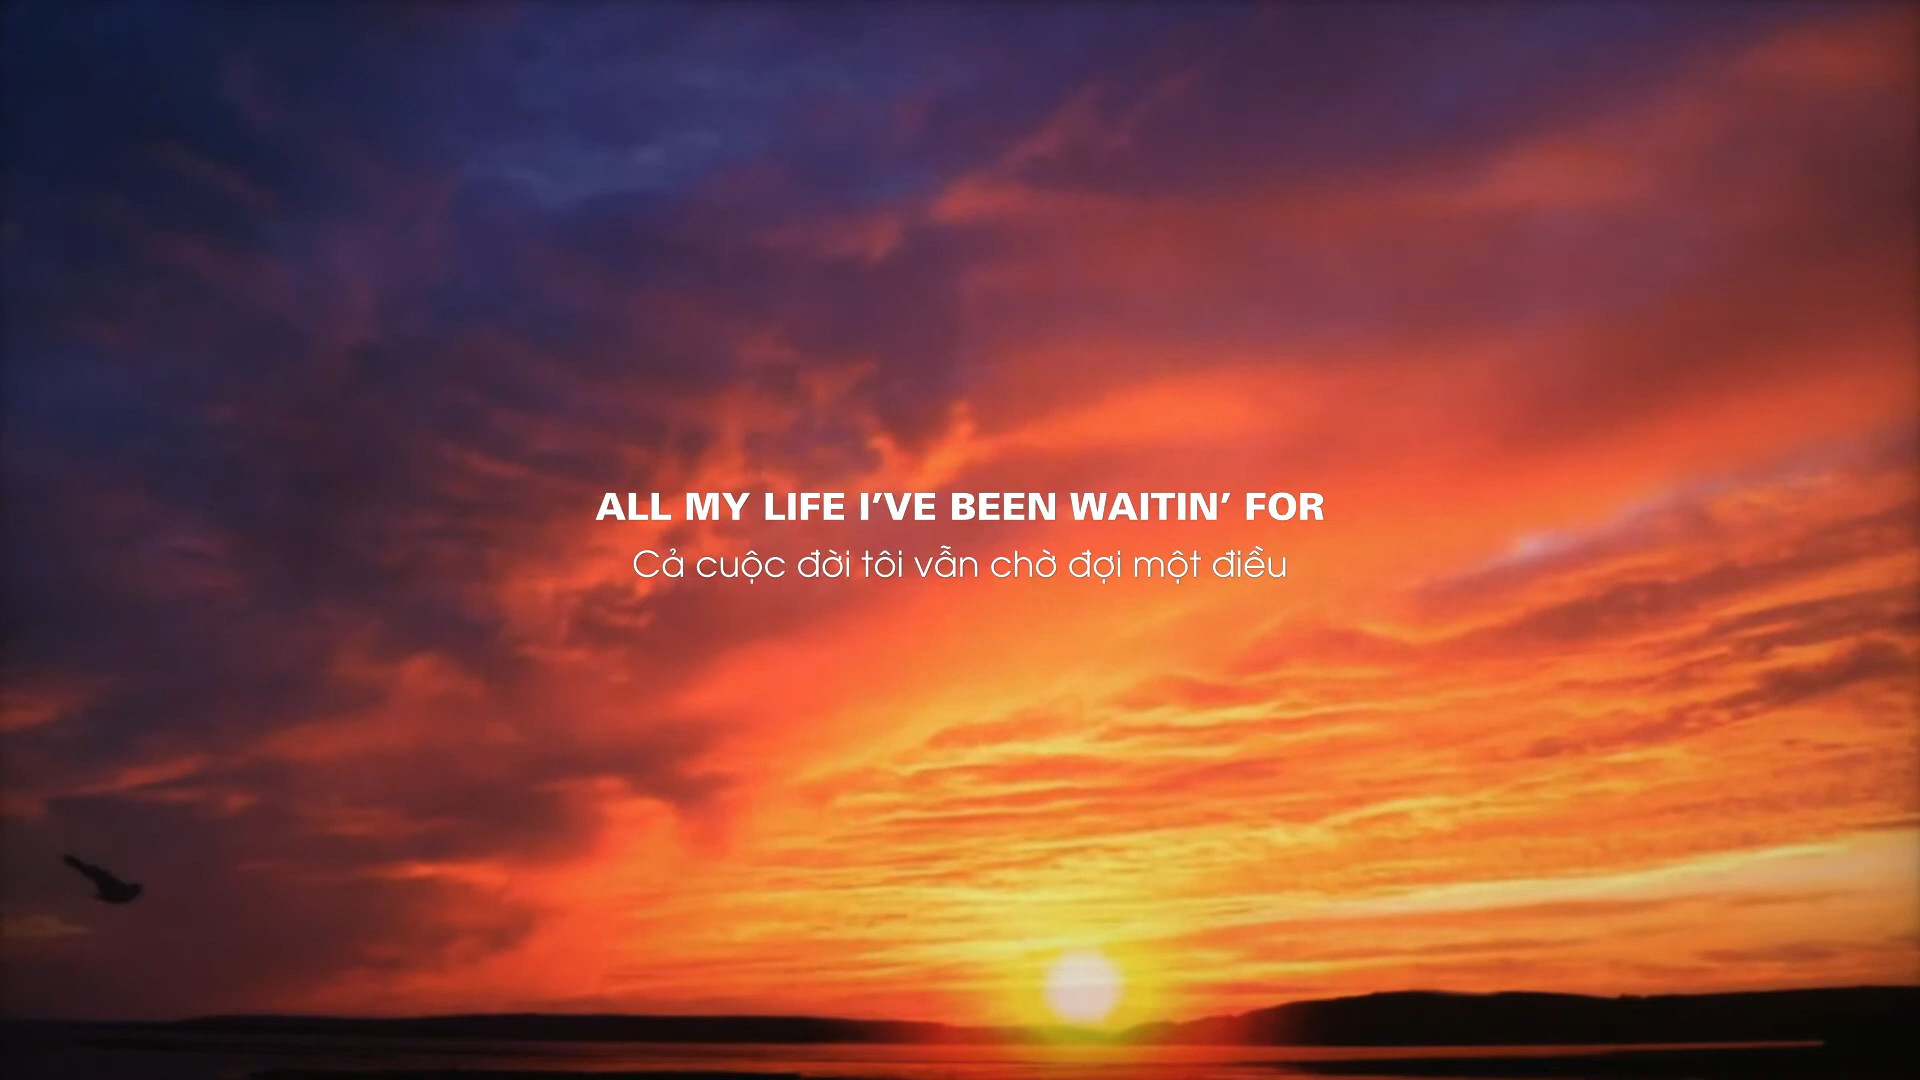 ALL MY LIFE I’VE BEEN WAITIN’ FOR
Cả cuộc đời tôi vẫn chờ đợi một điều